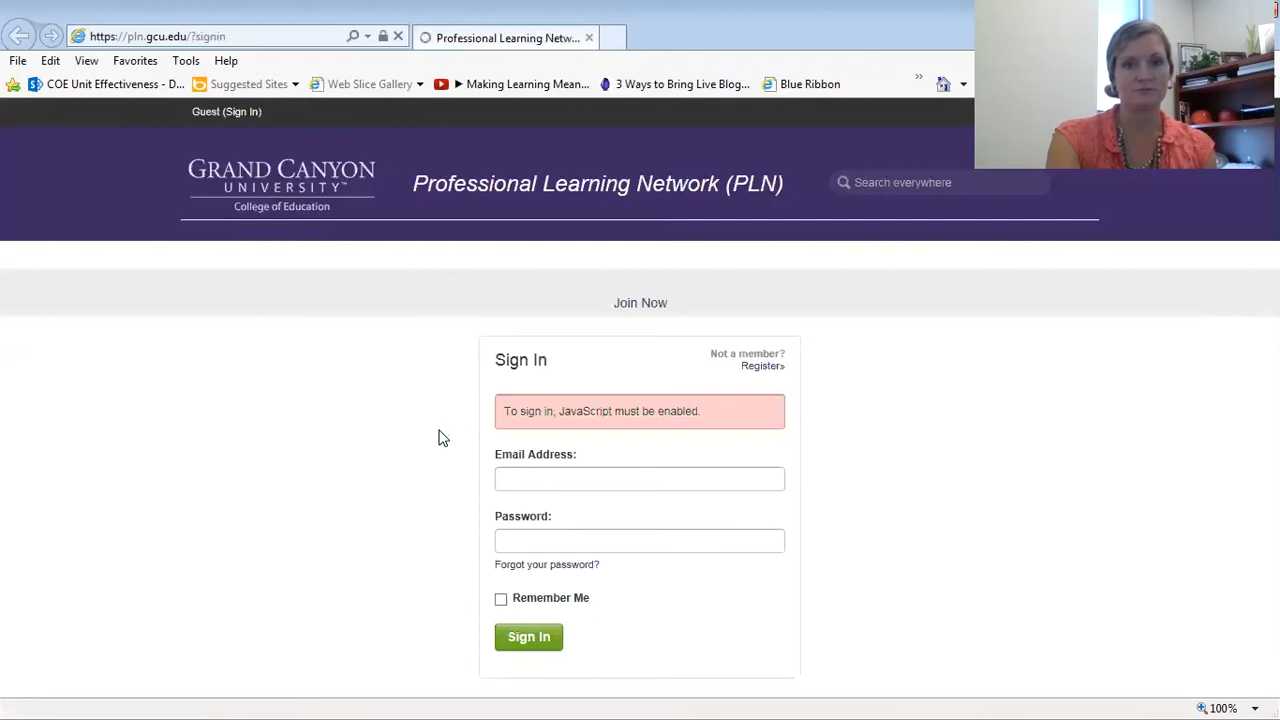 https://pln.gcu.edu/?signin
Professional Learning Netw...
File Edit View Favorites Tools Help
COE Unit Effectiveness - D... Suggested Sites Web Slice Gallery Making Learning Mean... 3 Ways to Bring Live Blog... Blue Ribbon
Guest (Sign In)
GRAND CANYON
UNIVERSITY™
College of Education
Professional Learning Network (PLN)
Search everywhere
Join Now
Sign In
Not a member?
Register»
To sign in, JavaScript must be enabled.
Email Address:
Password:
Forgot your password?
Remember Me
Sign In
100%